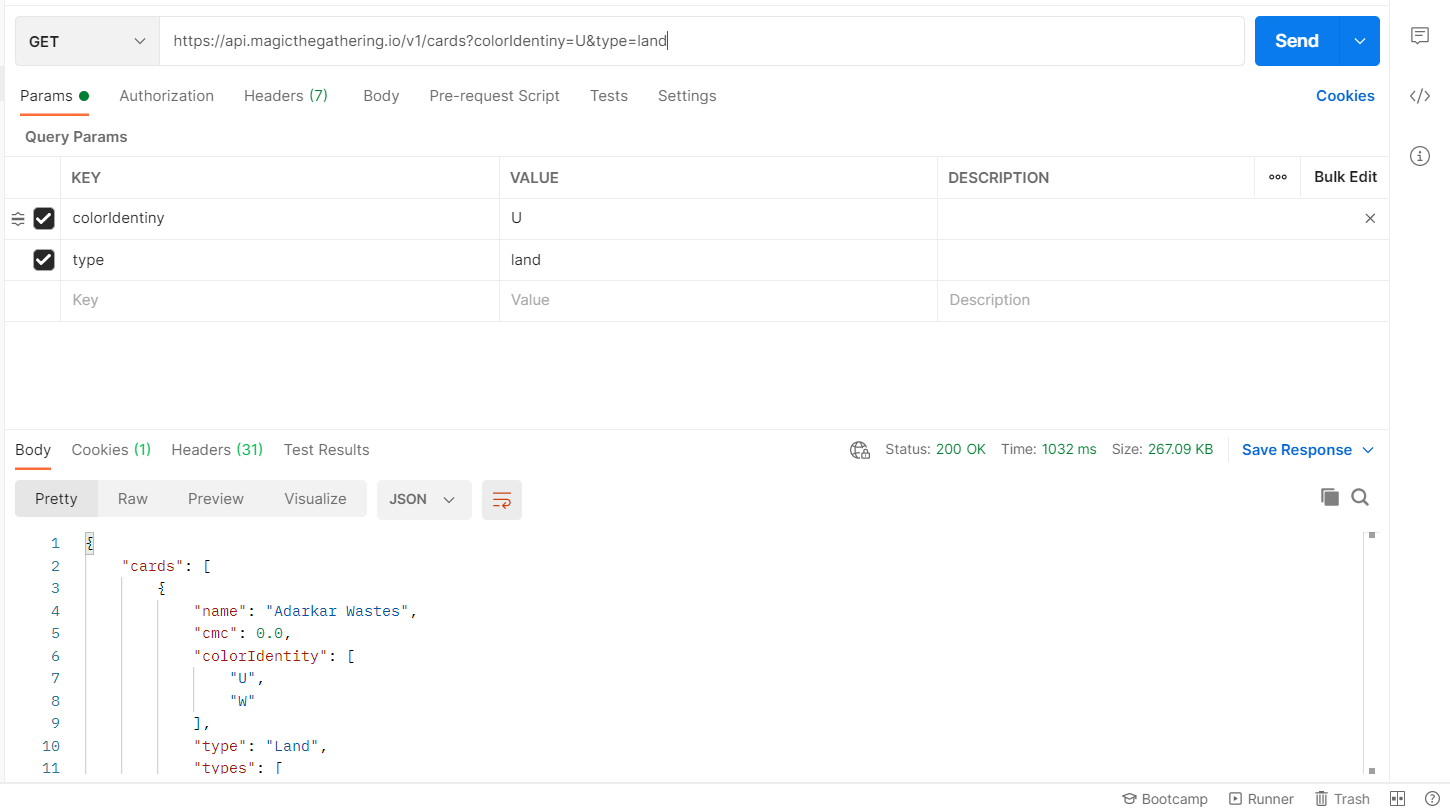 GET https://api.magicthegathering.io/v1/cards?colorIdentiny=U&type=land Send
Params Authorization Headers (7) Body Pre-request Script Tests Settings Cookies
Query Params
KEY VALUE DESCRIPTION Bulk Edit
colorIdentiny U
type land
Key Value Description
Body Cookies (1) Headers (31) Test Results Status: 200 OK Time: 1032 ms Size: 267.09 KB Save Response
Pretty Raw Preview Visualize JSON
1 {
2 "cards": [
3 {
4 "name": "Adarkar Wastes",
5 "cmc": 0.0,
6 "colorIdentity": [
7 "U",
8 "W"
9 ],
10 "type": "Land",
11 "types": [
Bootcamp Runner Trash